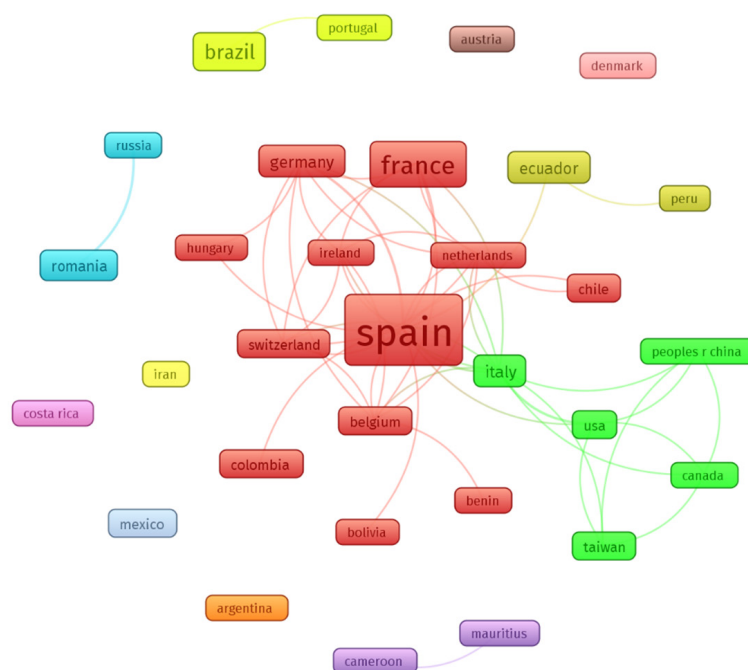 portugal
brazil
austria
denmark
russia
germany
france
ecuador
peru
hungary
ireland
netherlands
romania
chile
spain
switzerland
peoples r china
iran
italy
costa rica
belgium
usa
colombia
canada
benin
mexico
bolivia
taiwan
argentina
mauritius
cameroon